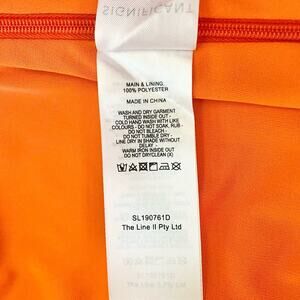 SIGNIFICANT
MAIN & LINING
100% POLYESTER
MADE IN CHINA
WASH AND DRY GARMENT
TURNED INSIDE OUT -
COLD HAND WASH WITH LIKE
COLOURS - DO NOT SOAK, RUB -
DO NOT BLEACH -
DO NOT TUMBLE DRY -
LINE DRY IN SHADE WITHOUT
DELAY -
WARM IRON INSIDE OUT
DO NOT DRYCLEAN (X)
SL190761D
The Line II Pty Ltd